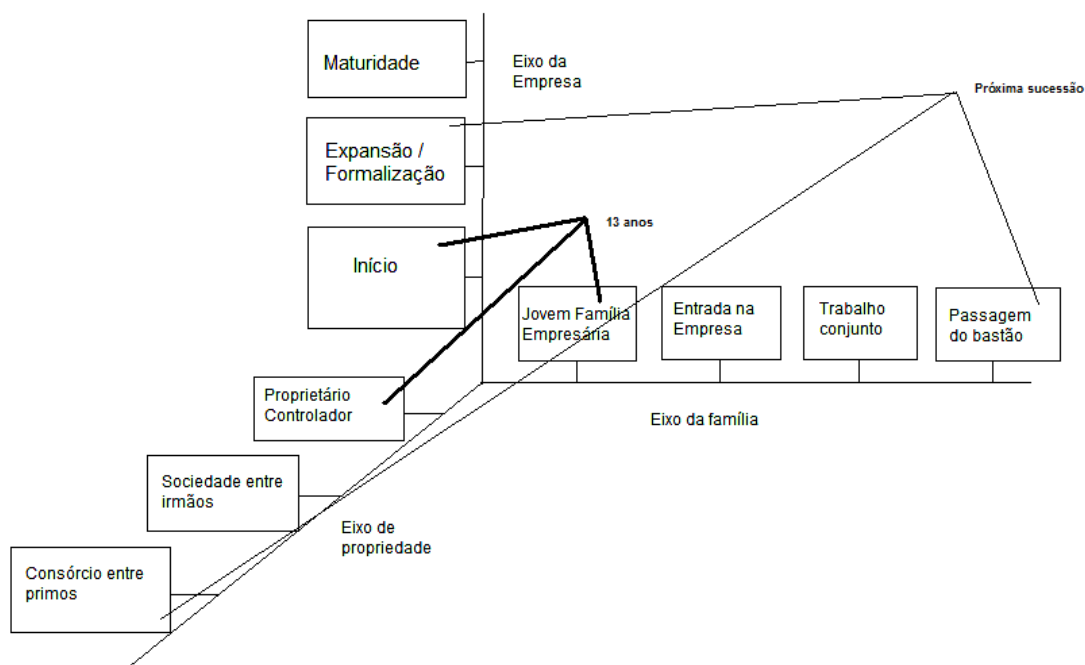 Maturidade
Eixo da
Empresa
Próxima sucessão
Expansão /
Formalização
13 anos
Início
Jovem Família
Empresária
Entrada na
Empresa
Trabalho
conjunto
Passagem
do bastão
Proprietário
Controlador
Eixo da família
Sociedade entre
irmãos
Eixo de
propriedade
Consórcio entre
primos